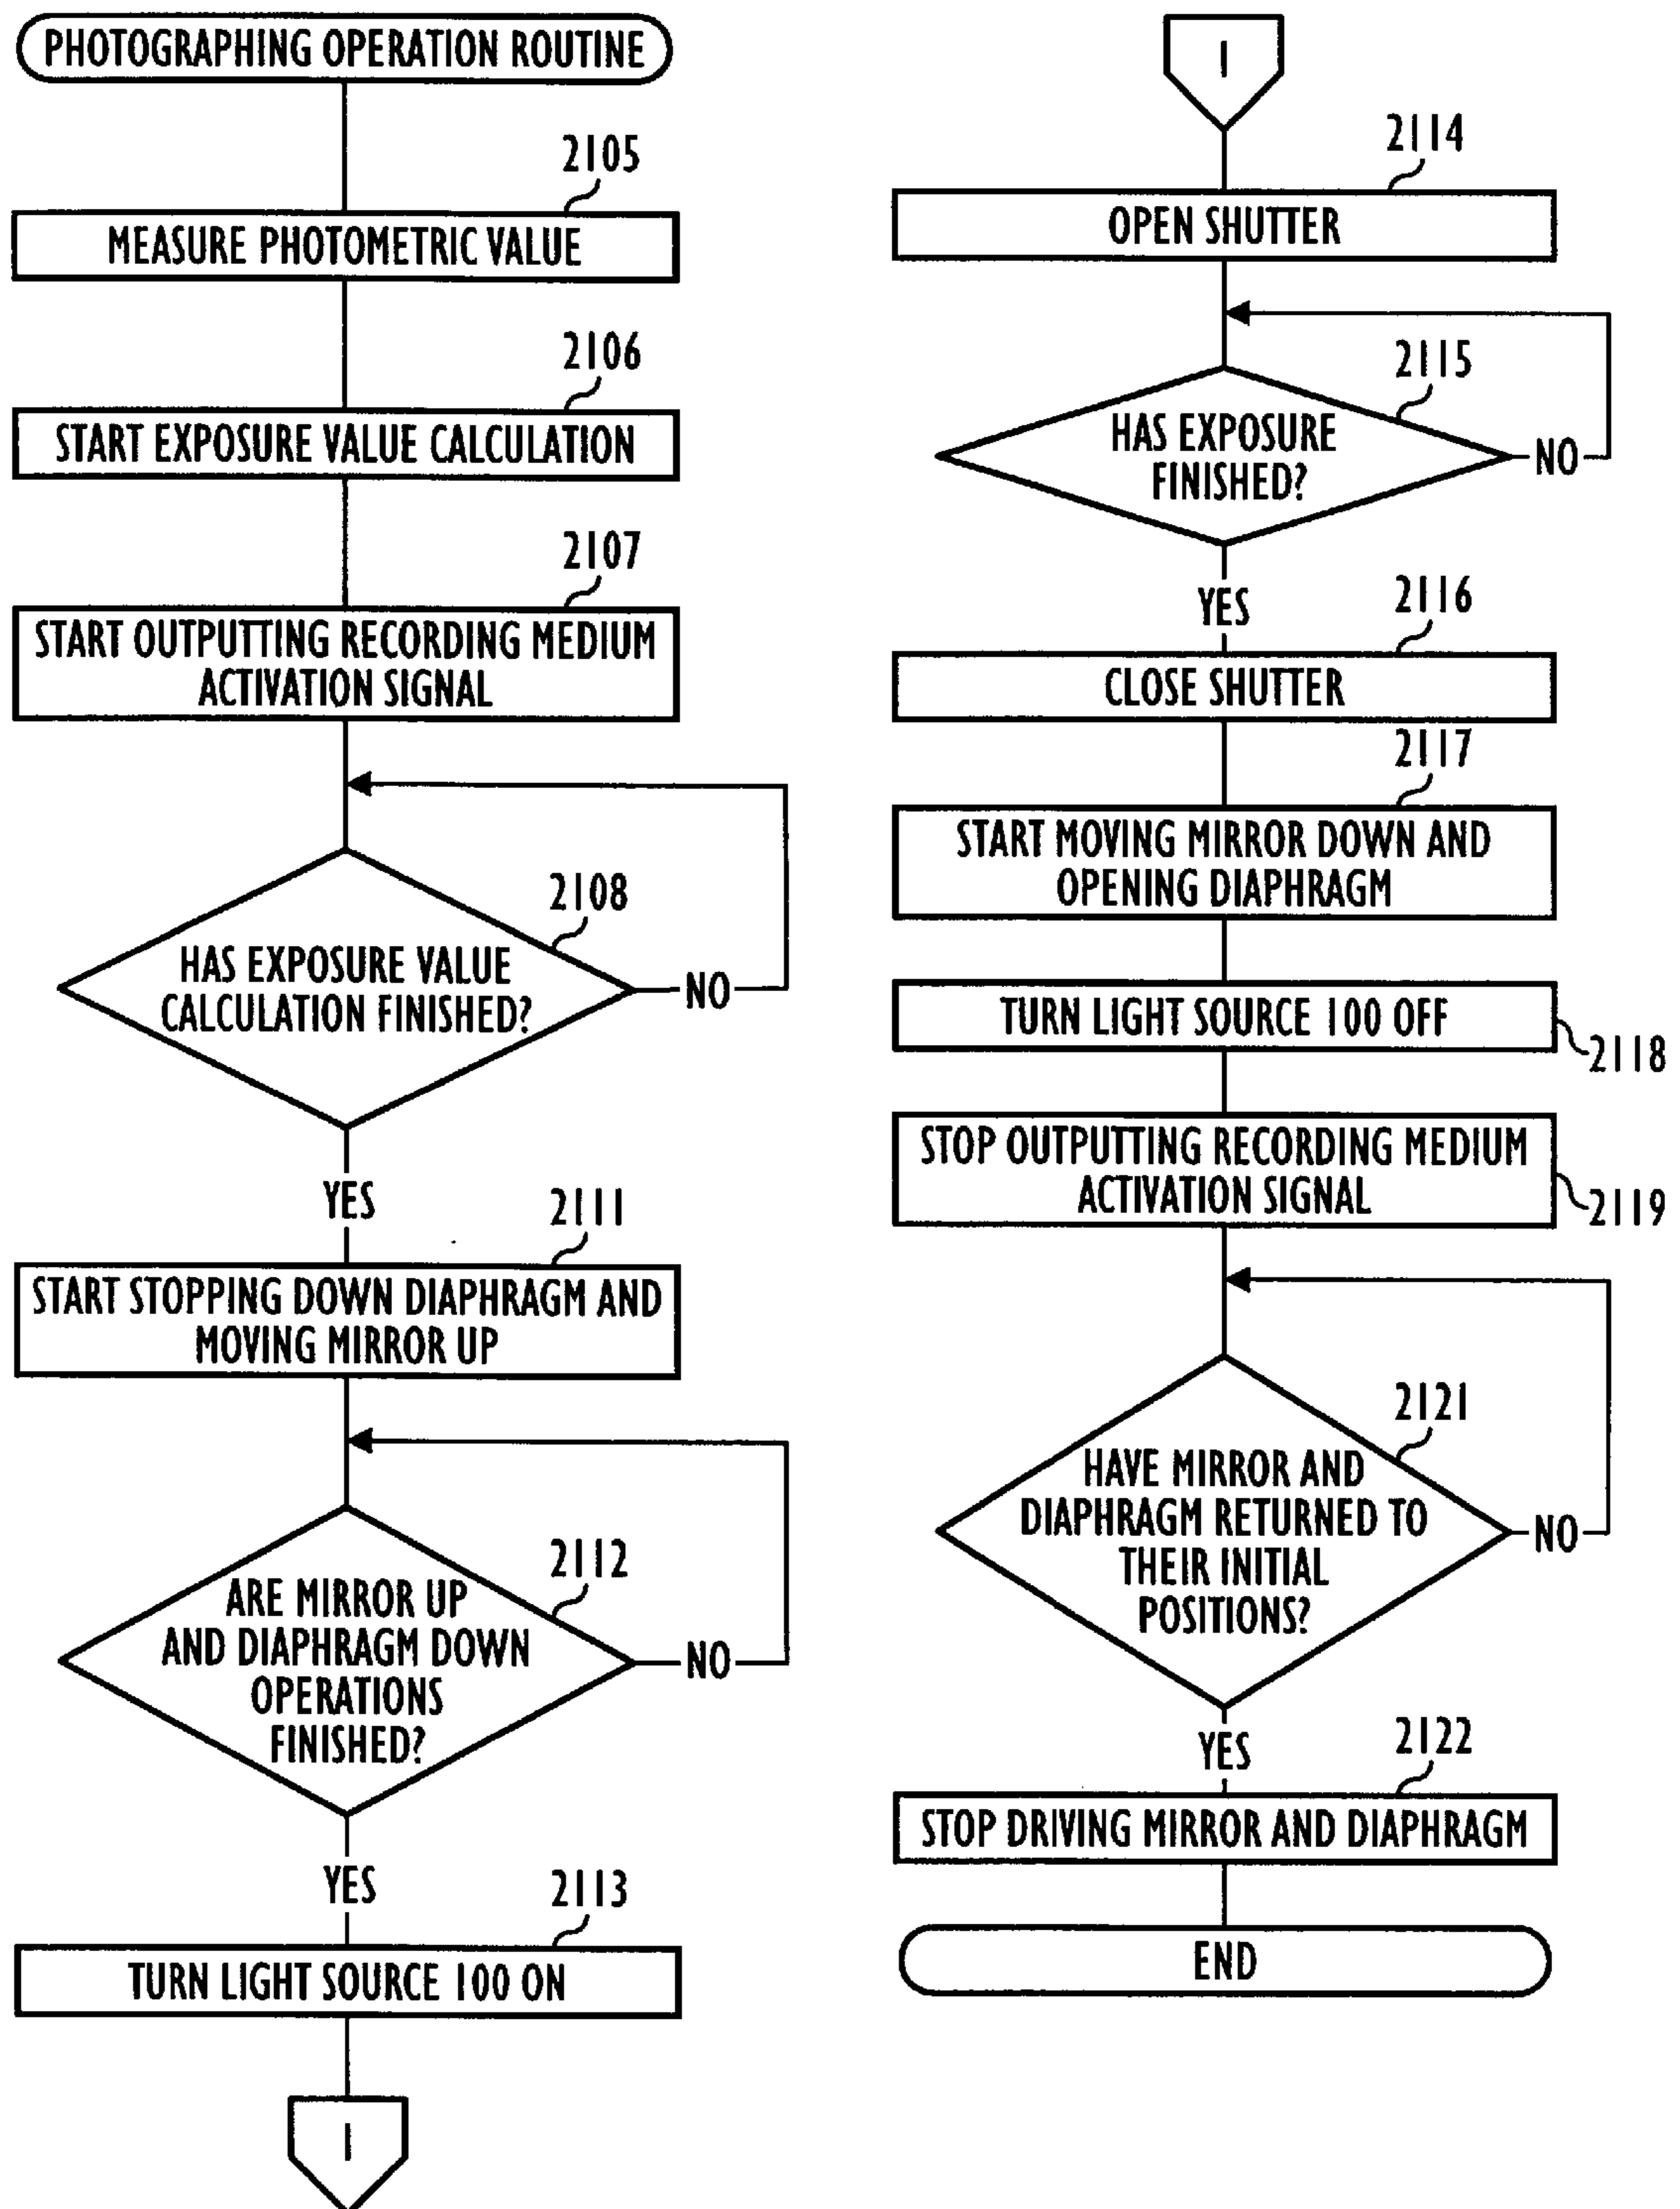 PHOTOGRAPHING OPERATION ROUTINE
2105
MEASURE PHOTOMETRIC VALUE
2106
START EXPOSURE VALUE CALCULATION
2107
START OUTPUTTING RECORDING MEDIUM
ACTIVATION SIGNAL
2108
HAS EXPOSURE VALUE
CALCULATION FINISHED?
NO
YES
2111
START STOPPING DOWN DIAPHRAGM AND
MOVING MIRROR UP
2112
ARE MIRROR UP
AND DIAPHRAGM DOWN
OPERATIONS
FINISHED?
NO
YES
2113
TURN LIGHT SOURCE 100 ON
1
1
2114
OPEN SHUTTER
2115
HAS EXPOSURE
FINISHED?
NO
YES
2116
CLOSE SHUTTER
2117
START MOVING MIRROR DOWN AND
OPENING DIAPHRAGM
TURN LIGHT SOURCE 100 OFF
2118
STOP OUTPUTTING RECORDING MEDIUM
ACTIVATION SIGNAL
2119
2121
HAVE MIRROR AND
DIAPHRAGM RETURNED TO
THEIR INITIAL
POSITIONS?
NO
YES
2122
STOP DRIVING MIRROR AND DIAPHRAGM
END